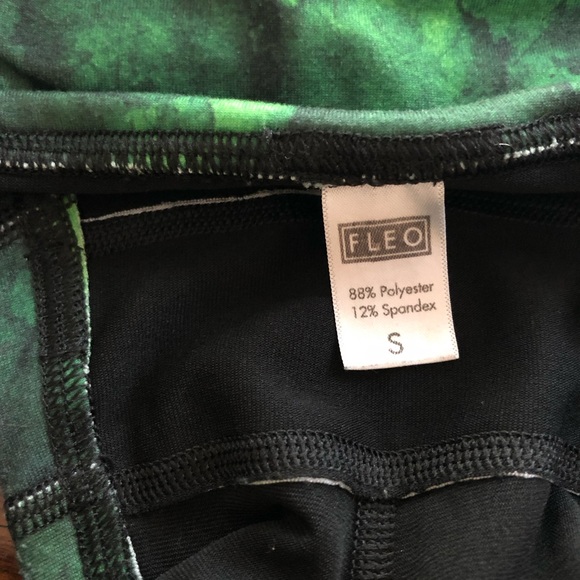 FLEO
88% Polyester
12% Spandex
S